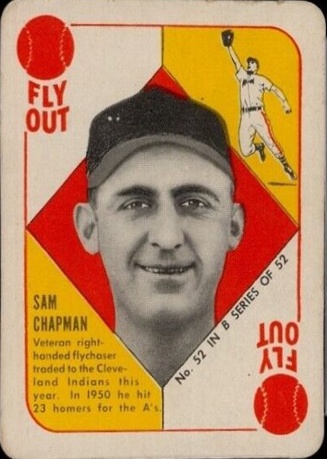 FLY
OUT
SAM
CHAPMAN
Veteran right-
handed flychaser
traded to the Cleve-
land Indians this
year. In 1950 he hit
23 homers for the A's.
No. 52 IN B SERIES OF 52
FLY
OUT